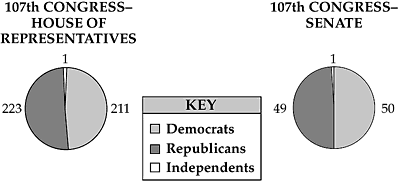 107th CONGRESS–
HOUSE OF
REPRESENTATIVES
1
223
211
KEY
Democrats
Republicans
Independents
107th CONGRESS–
SENATE
1
49
50